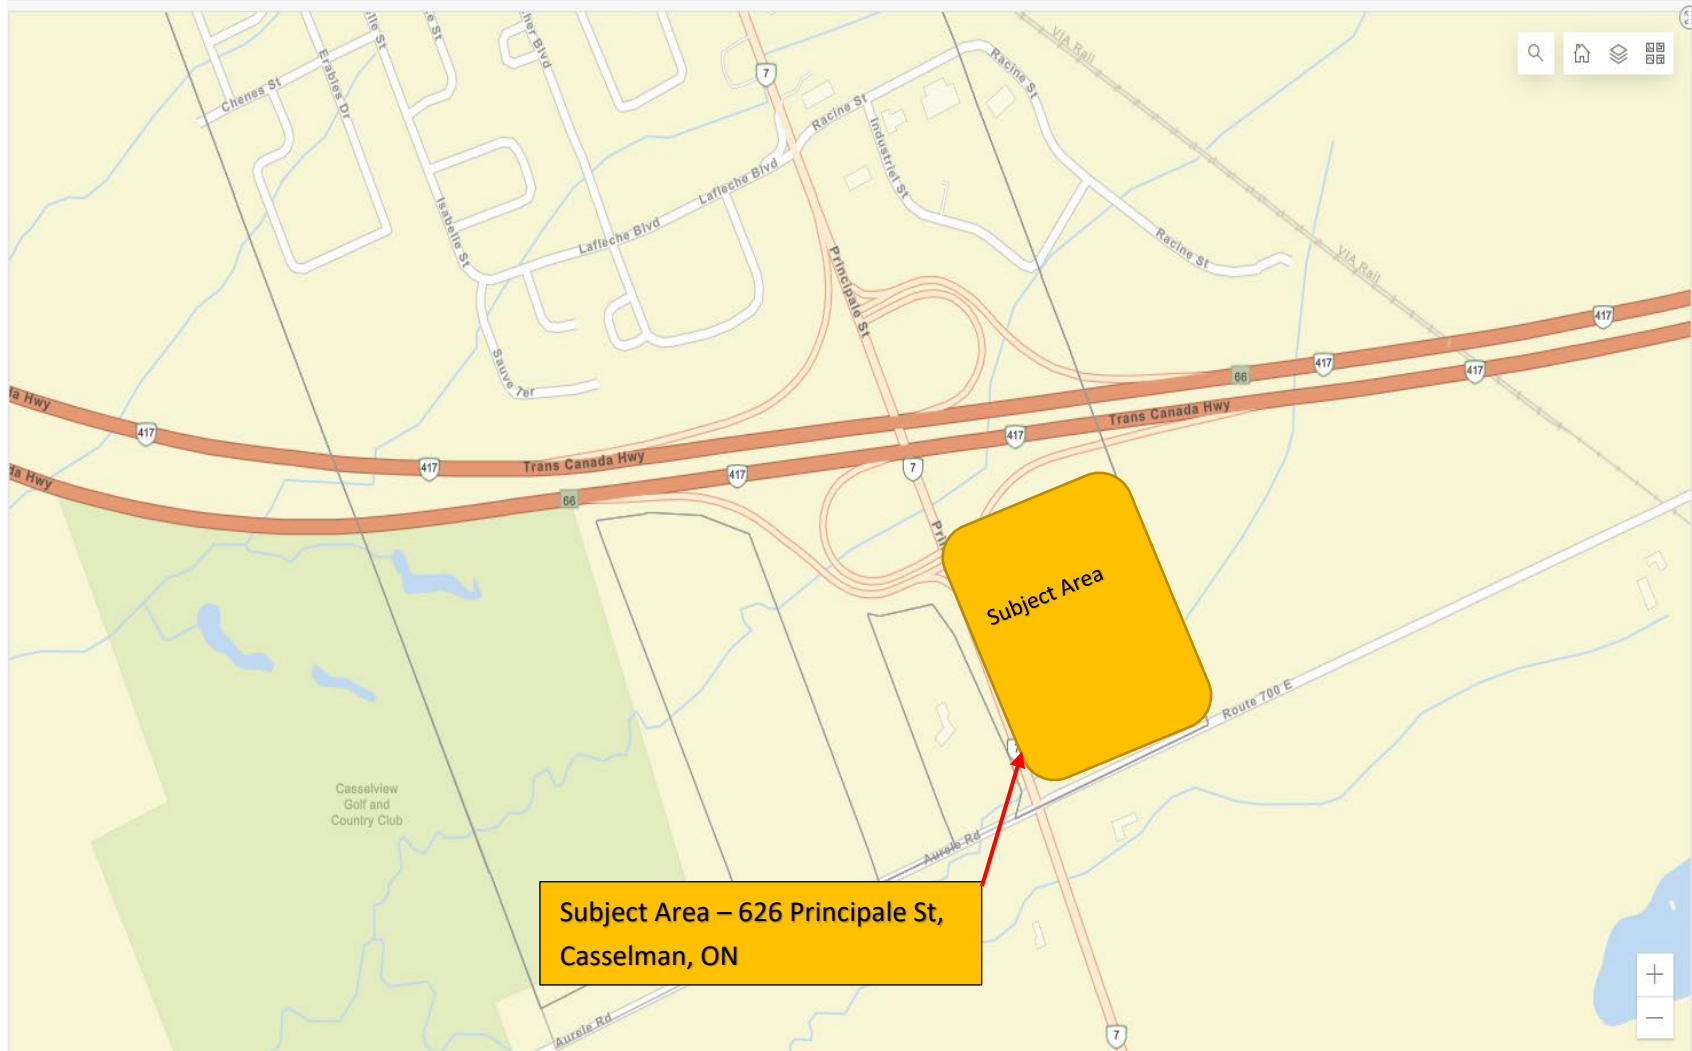 VIA Rail
7
Racine St
Chenes St
Erables Dr
Racine St
Industriel St
Lafleche Blvd
Isabelle St
Lafleche Blvd
Racine St
Principale St
VIA Rail
417
417
66
417
Sauve Ter
Trans Canada Hwy
417
417
Trans Canada Hwy
417
7
417
66
Subject Area
Route 700 E
Casselview
Golf and
Country Club
Aurele Rd
Subject Area – 626 Principale St,
Casselman, ON
Aurele Rd
7